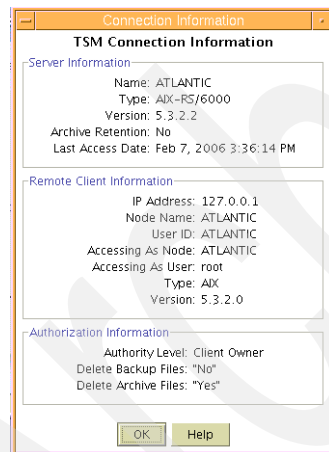 Connection Information
TSM Connection Information
Server Information
Name: ATLANTIC
Type: AIX-RS/6000
Version: 5.3.2.2
Archive Retention: No
Last Access Date: Feb 7, 2006 3:36:14 PM
Remote Client Information
IP Address: 127.0.0.1
Node Name: ATLANTIC
User ID: ATLANTIC
Accessing As Node: ATLANTIC
Accessing As User: root
Type: AIX
Version: 5.3.2.0
Authorization Information
Authority Level: Client Owner
Delete Backup Files: "No"
Delete Archive Files: "Yes"
OK Help